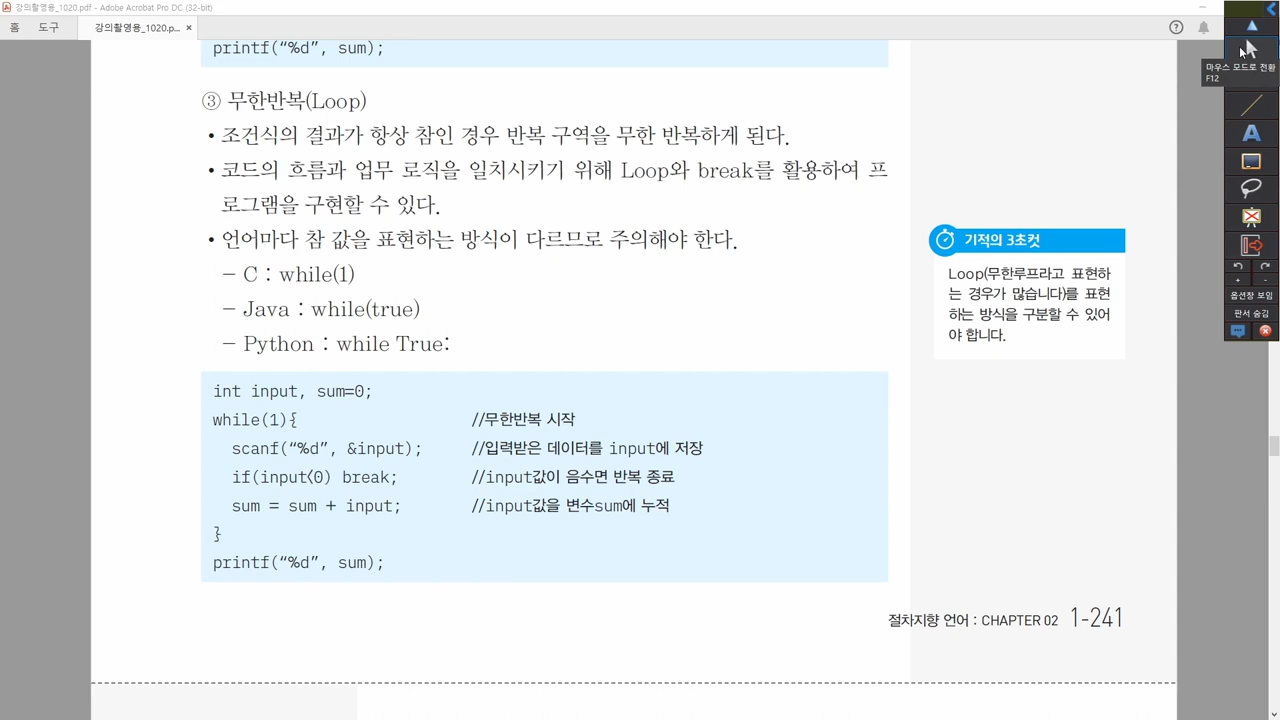 강의촬영용_1020.pdf - Adobe Acrobat Pro DC (32-bit)
홈 도구 강의촬영용_1020.p... ×
printf(“%d”, sum);
③ 무한반복(Loop)
• 조건식의 결과가 항상 참인 경우 반복 구역을 무한 반복하게 된다.
• 코드의 흐름과 업무 로직을 일치시키기 위해 Loop와 break를 활용하여 프
로그램을 구현할 수 있다.
• 언어마다 참 값을 표현하는 방식이 다르므로 주의해야 한다.
– C : while(1)
– Java : while(true)
– Python : while True:
int input, sum=0;
while(1){ //무한반복 시작
scanf(“%d”, &input); //입력받은 데이터를 input에 저장
if(input<0) break; //input값이 음수면 반복 종료
sum = sum + input; //input값을 변수sum에 누적
}
printf(“%d”, sum);
기적의 3초컷
Loop(무한루프라고 표현하
는 경우가 많습니다)를 표현
하는 방식을 구분할 수 있어
야 합니다.
절차지향 언어 : CHAPTER 02 1-241
마우스 모드로 전환
F12
A
+ -
옵션장 보임
판서 숨김